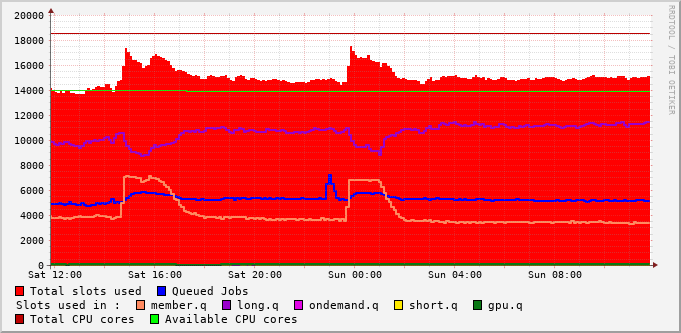 20000
18000
16000
14000
12000
10000
8000
6000
4000
2000
0
Sat 12:00 Sat 16:00 Sat 20:00 Sun 00:00 Sun 04:00 Sun 08:00
RRDTOOL / TOBI OETIKER
Total slots used Queued Jobs
Slots used in : member.q long.q ondemand.q short.q gpu.q
Total CPU cores Available CPU cores